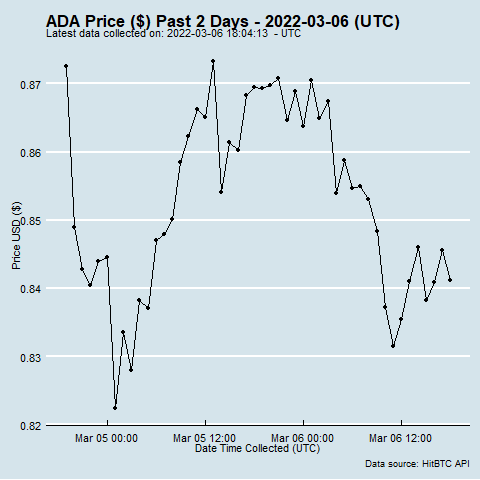 ADA Price ($) Past 2 Days - 2022-03-06 (UTC)
Latest data collected on: 2022-03-06 18:04:13  - UTC
Price USD ($)
0.87
0.86
0.85
0.84
0.83
0.82
Mar 05 00:00 Mar 05 12:00 Mar 06 00:00 Mar 06 12:00
Date Time Collected (UTC)
Data source: HitBTC API